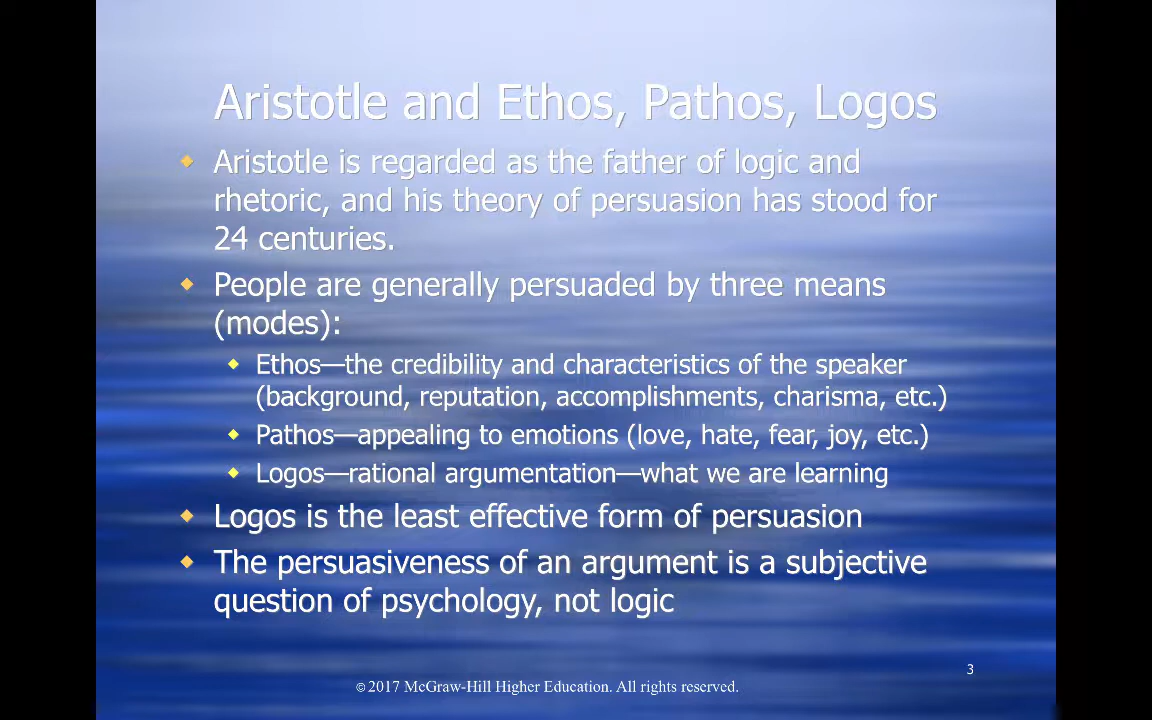 Aristotle and Ethos, Pathos, Logos
Aristotle is regarded as the father of logic and
rhetoric, and his theory of persuasion has stood for
24 centuries.
People are generally persuaded by three means
(modes):
Ethos—the credibility and characteristics of the speaker
(background, reputation, accomplishments, charisma, etc.)
Pathos—appealing to emotions (love, hate, fear, joy, etc.)
Logos—rational argumentation—what we are learning
Logos is the least effective form of persuasion
The persuasiveness of an argument is a subjective
question of psychology, not logic
3
© 2017 McGraw-Hill Higher Education. All rights reserved.